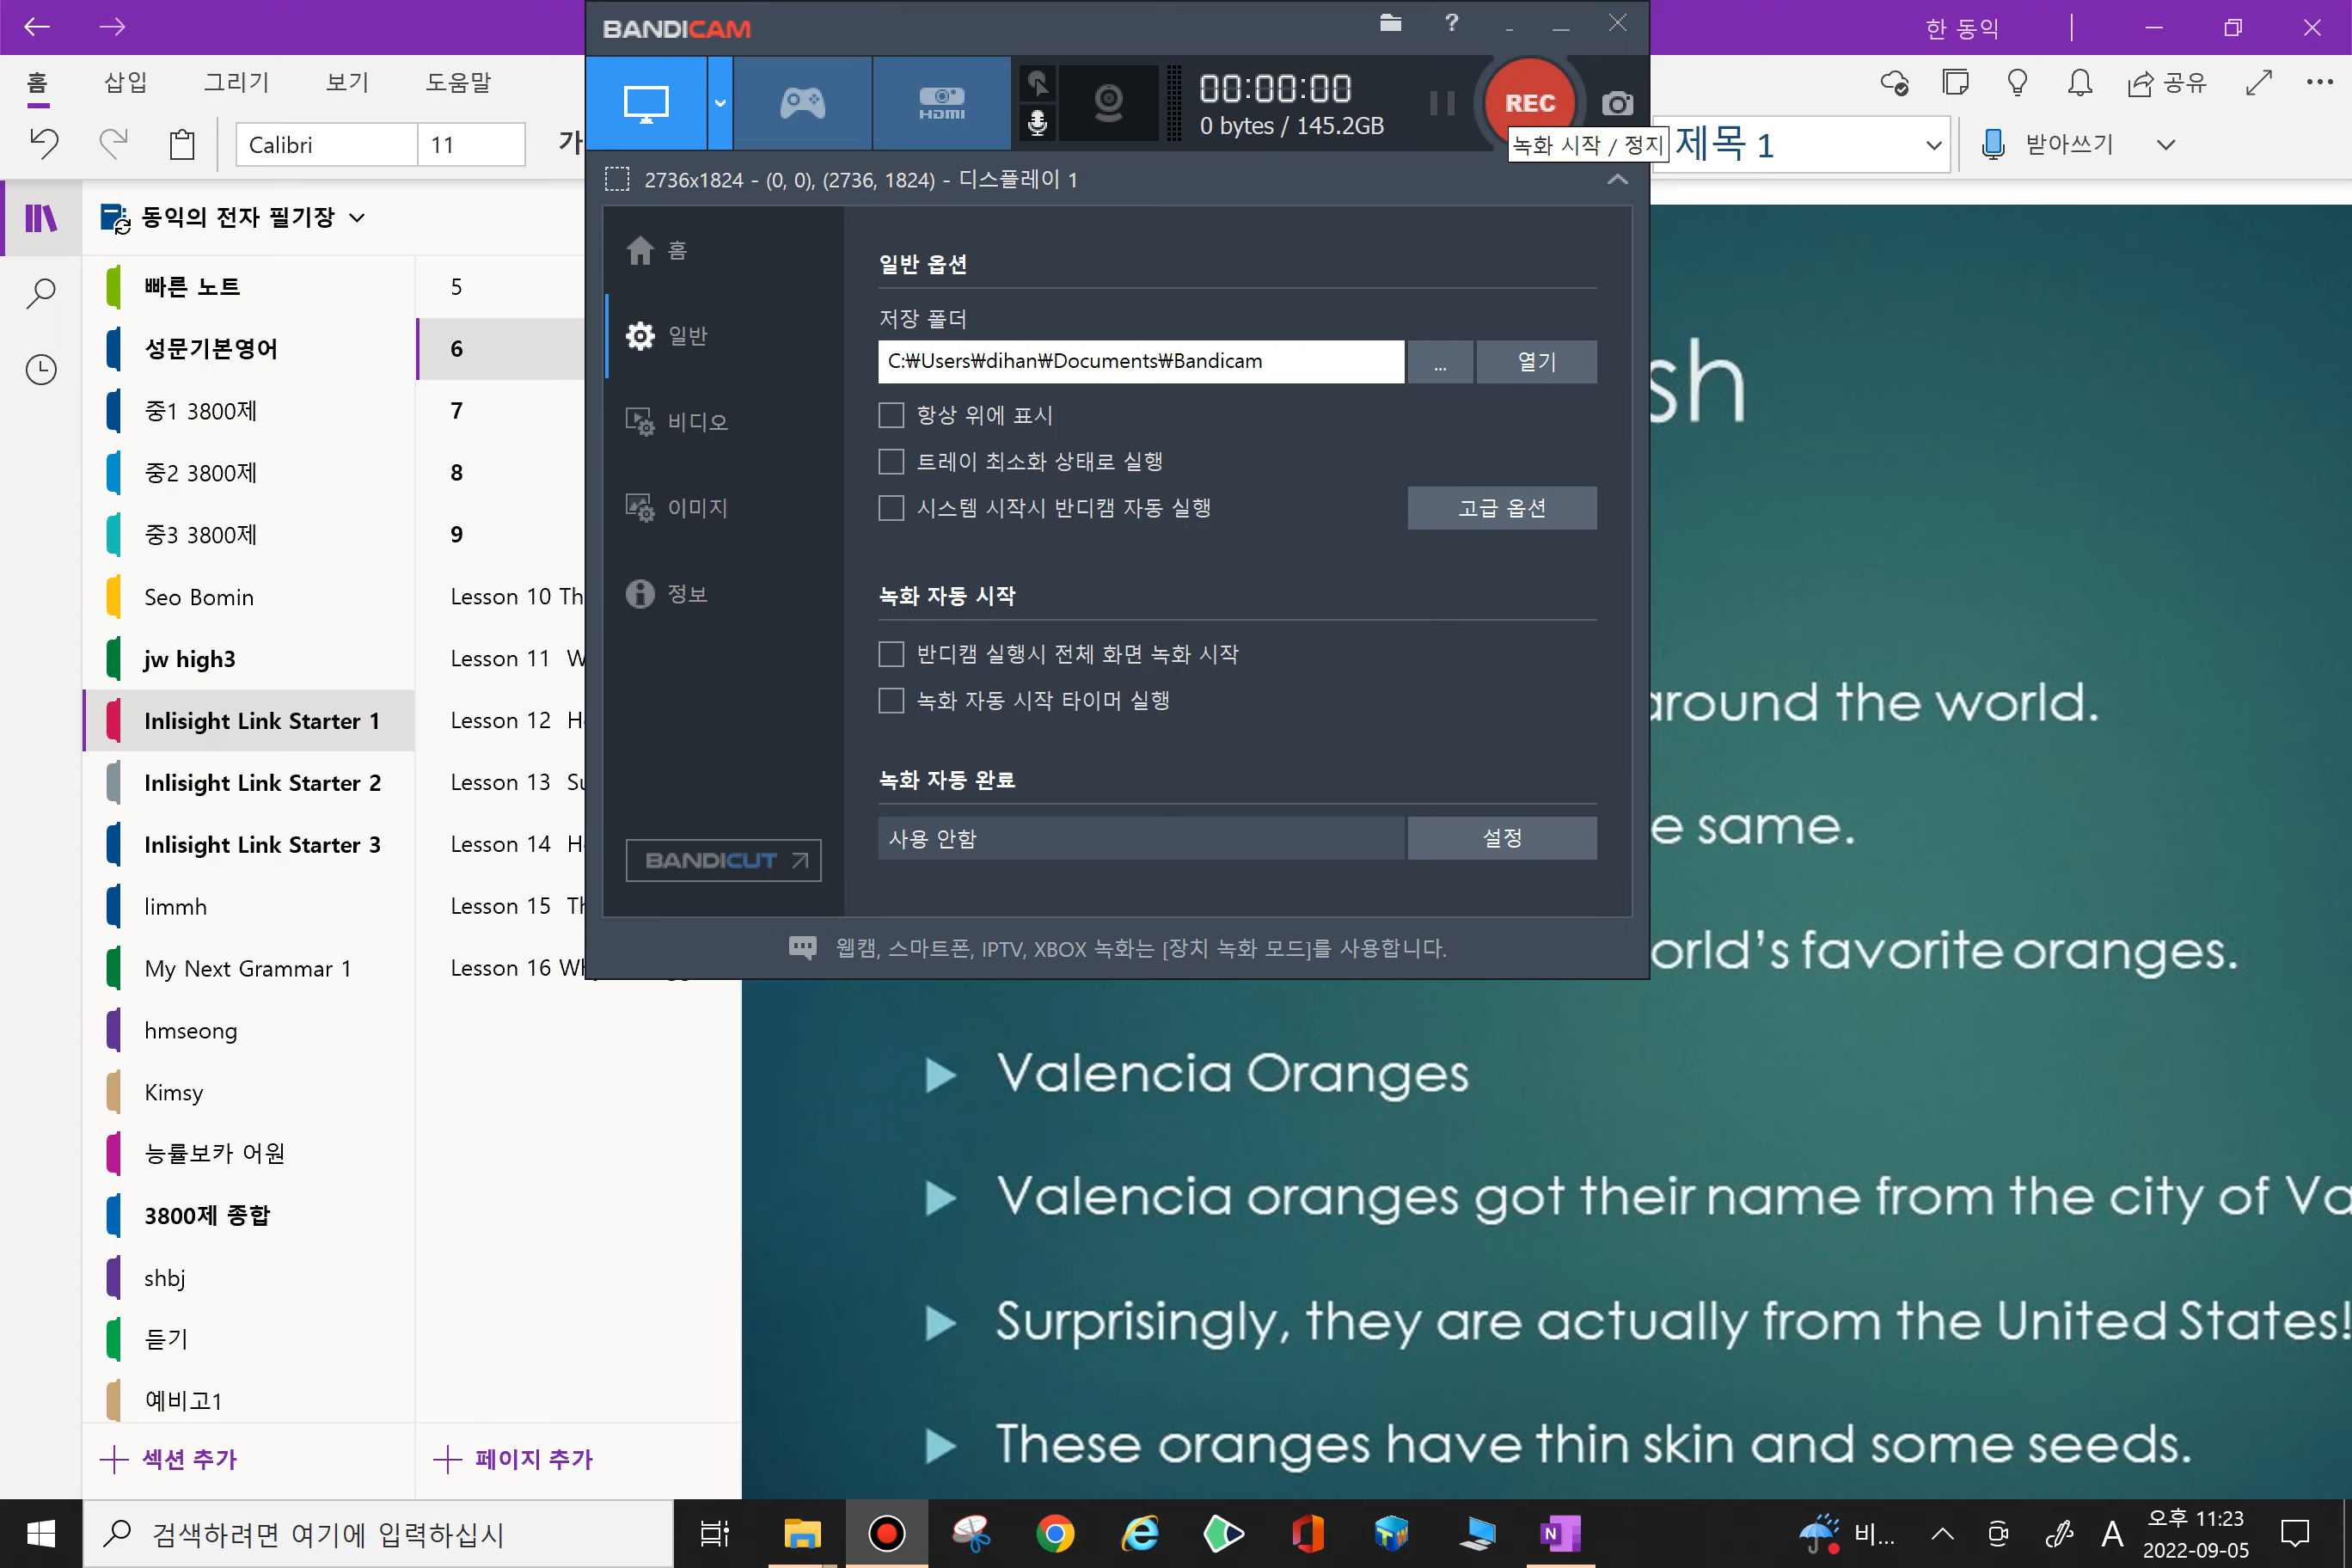 한 동익
홈 삽입 그리기 보기 도움말
공유
Calibri 11 가
제목 1
받아쓰기
동익의 전자 필기장
빠른 노트
성문기본영어
중1 3800제
중2 3800제
중3 3800제
Seo Bomin
jw high3
Inlisight Link Starter 1
Inlisight Link Starter 2
Inlisight Link Starter 3
limmh
My Next Grammar 1
hmseong
Kimsy
능률보카 어원
3800제 종합
shbj
듣기
예비고1
섹션 추가
5
6
7
8
9
Lesson 10
Lesson 11
Lesson 12
Lesson 13
Lesson 14
Lesson 15
Lesson 16
페이지 추가
BANDICAM
?
HDMI
00:00:00
0 bytes / 145.2GB
REC
녹화 시작 / 정지
2736x1824 - (0, 0), (2736, 1824) - 디스플레이 1
홈
일반
비디오
이미지
정보
BANDICUT
일반 옵션
저장 폴더
C:₩Users₩dihan₩Documents₩Bandicam
...
열기
항상 위에 표시
트레이 최소화 상태로 실행
시스템 시작시 반디캠 자동 실행
고급 옵션
녹화 자동 시작
반디캠 실행시 전체 화면 녹화 시작
녹화 자동 시작 타이머 실행
녹화 자동 완료
사용 안함
설정
웹캠, 스마트폰, IPTV, XBOX 녹화는 [장치 녹화 모드]를 사용합니다.
sh
around the world.
e same.
orld’s favorite oranges.
Valencia Oranges
Valencia oranges got their name from the city of Va
Surprisingly, they are actually from the United States!
These oranges have thin skin and some seeds.
검색하려면 여기에 입력하십시
비...
A
오후 11:23
2022-09-05